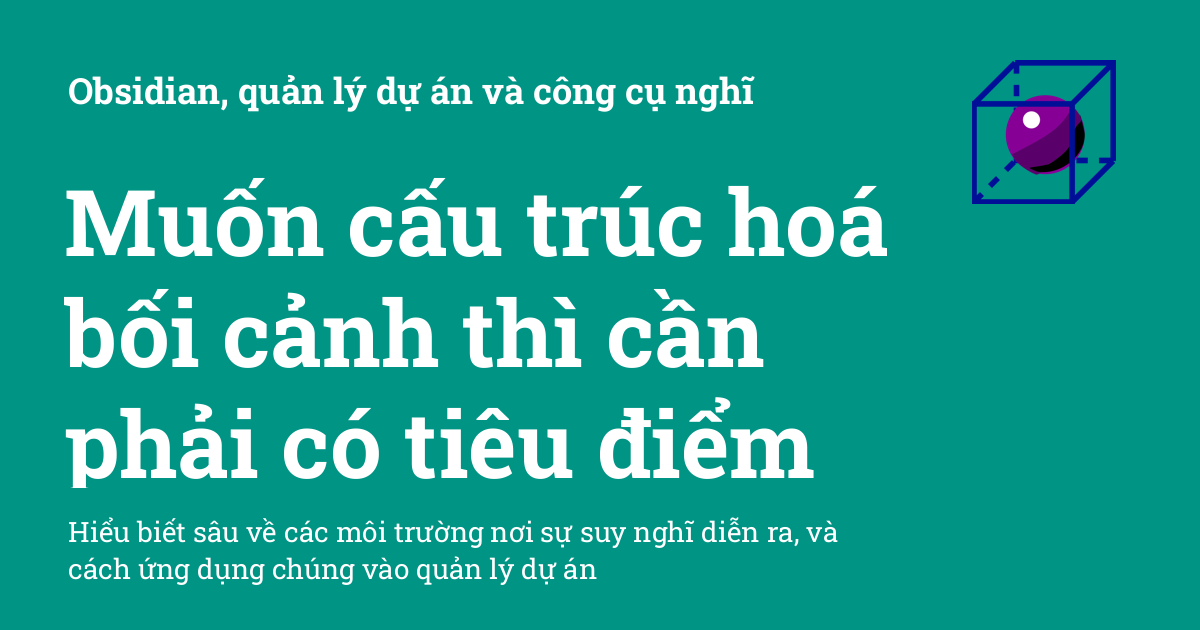 Obsidian, quản lý dự án và công cụ nghĩ
Muốn cấu trúc hoá
bối cảnh thì cần
phải có tiêu điểm
Hiểu biết sâu về các môi trường nơi sự suy nghĩ diễn ra, và
cách ứng dụng chúng vào quản lý dự án